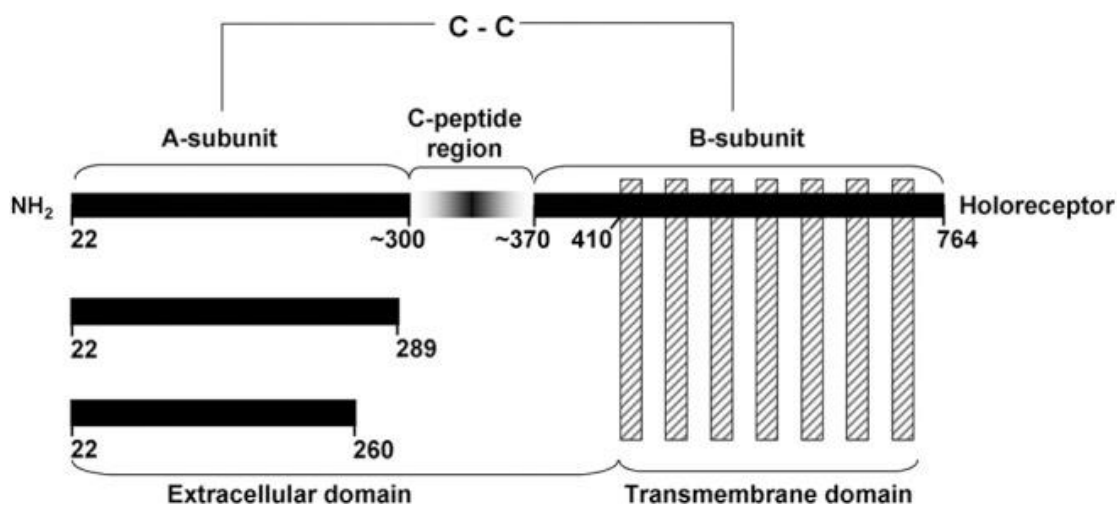 C - C
A-subunit
C-peptide
region
B-subunit
NH₂
Holoreceptor
22
~300
~370
410
764
22
289
22
260
Extracellular domain
Transmembrane domain